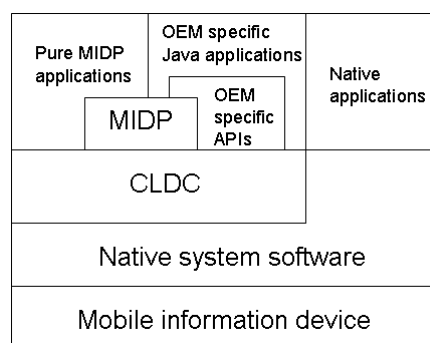 Pure MIDP
applications
OEM specific
Java applications
Native
applications
MIDP
OEM
specific
APIs
CLDC
Native system software
Mobile information device